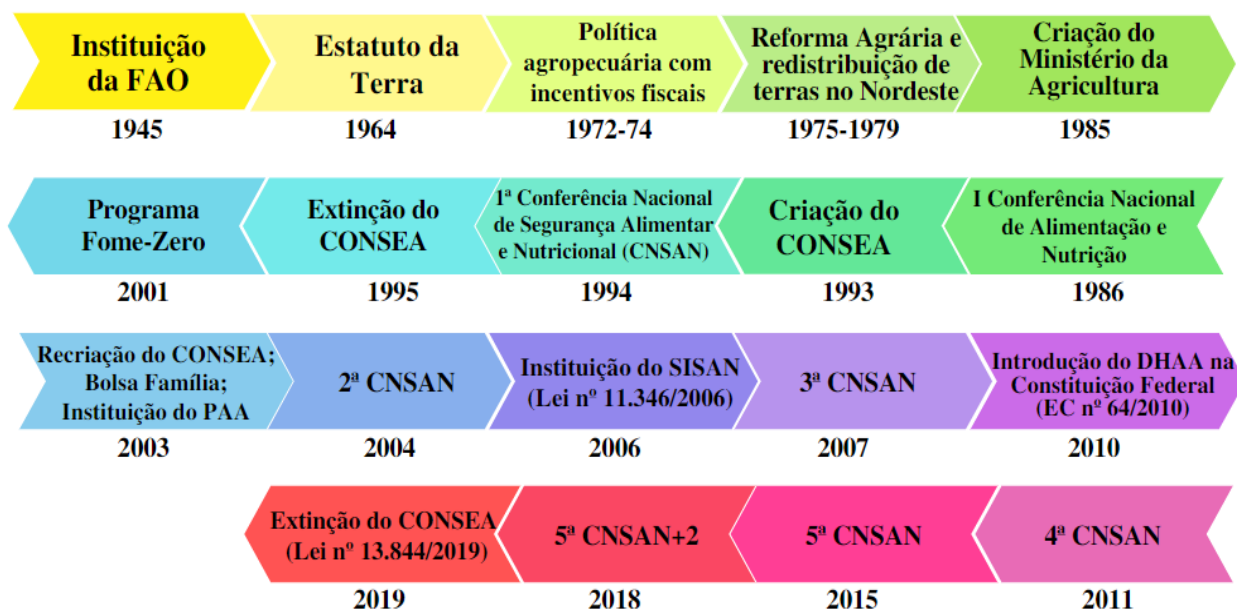 Instituição
da FAO
1945
Estatuto da
Terra
1964
Política
agropecuária com
incentivos fiscais
1972-74
Reforma Agrária e
redistribuição de
terras no Nordeste
1975-1979
Criação do
Ministério da
Agricultura
1985
I Conferência Nacional
de Alimentação e
Nutrição
1986
Criação do
CONSEA
1993
1ª Conferência Nacional
de Segurança Alimentar
e Nutricional (CNSAN)
1994
Extinção do
CONSEA
1995
Programa
Fome-Zero
2001
Recriação do CONSEA;
Bolsa Família;
Instituição do PAA
2003
2ª CNSAN
2004
Instituição do SISAN
(Lei nº 11.346/2006)
2006
3ª CNSAN
2007
Introdução do DHAA na
Constituição Federal
(EC nº 64/2010)
2010
4ª CNSAN
2011
5ª CNSAN
2015
5ª CNSAN+2
2018
Extinção do CONSEA
(Lei nº 13.844/2019)
2019